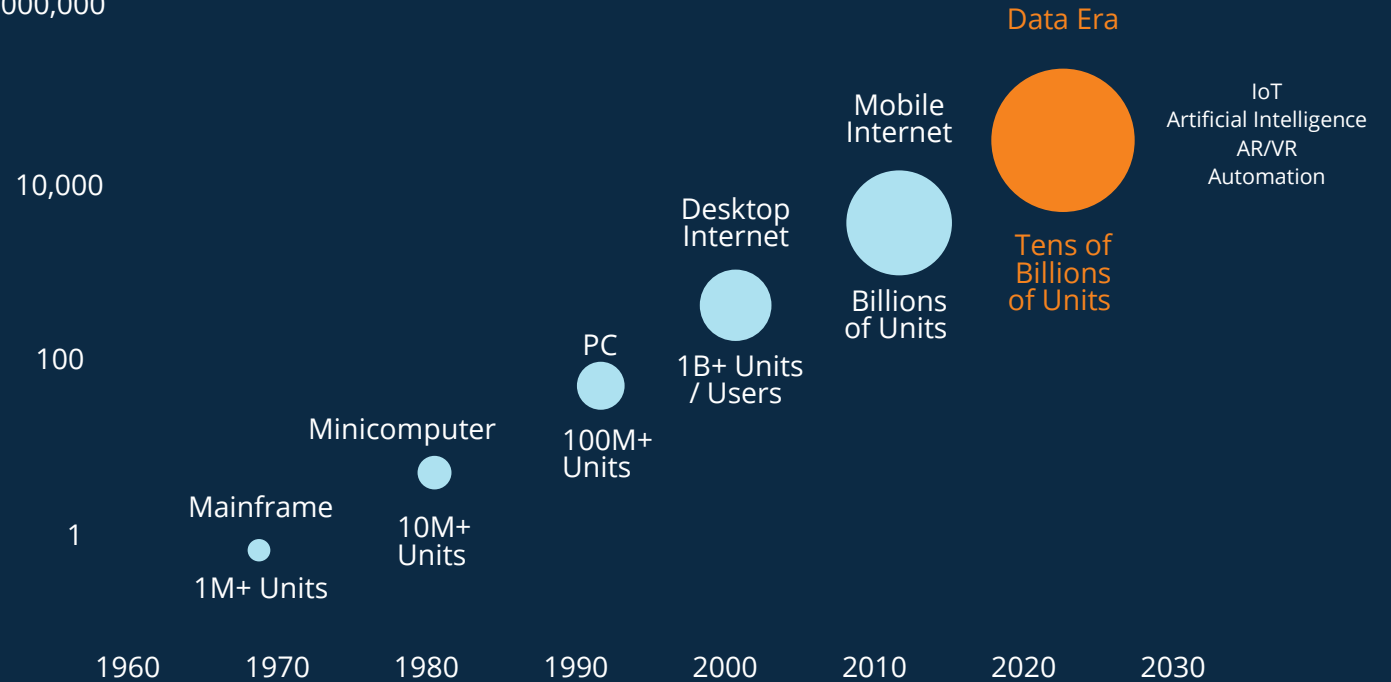 000,000
Data Era
IoT
Artificial Intelligence
AR/VR
Automation
Mobile
Internet
10,000
Desktop
Internet
Tens of
Billions
of Units
Billions
of Units
PC
100
1B+ Units
/ Users
Minicomputer
100M+
Units
Mainframe
10M+
Units
1
1M+ Units
1960
1970
1980
1990
2000
2010
2020
2030